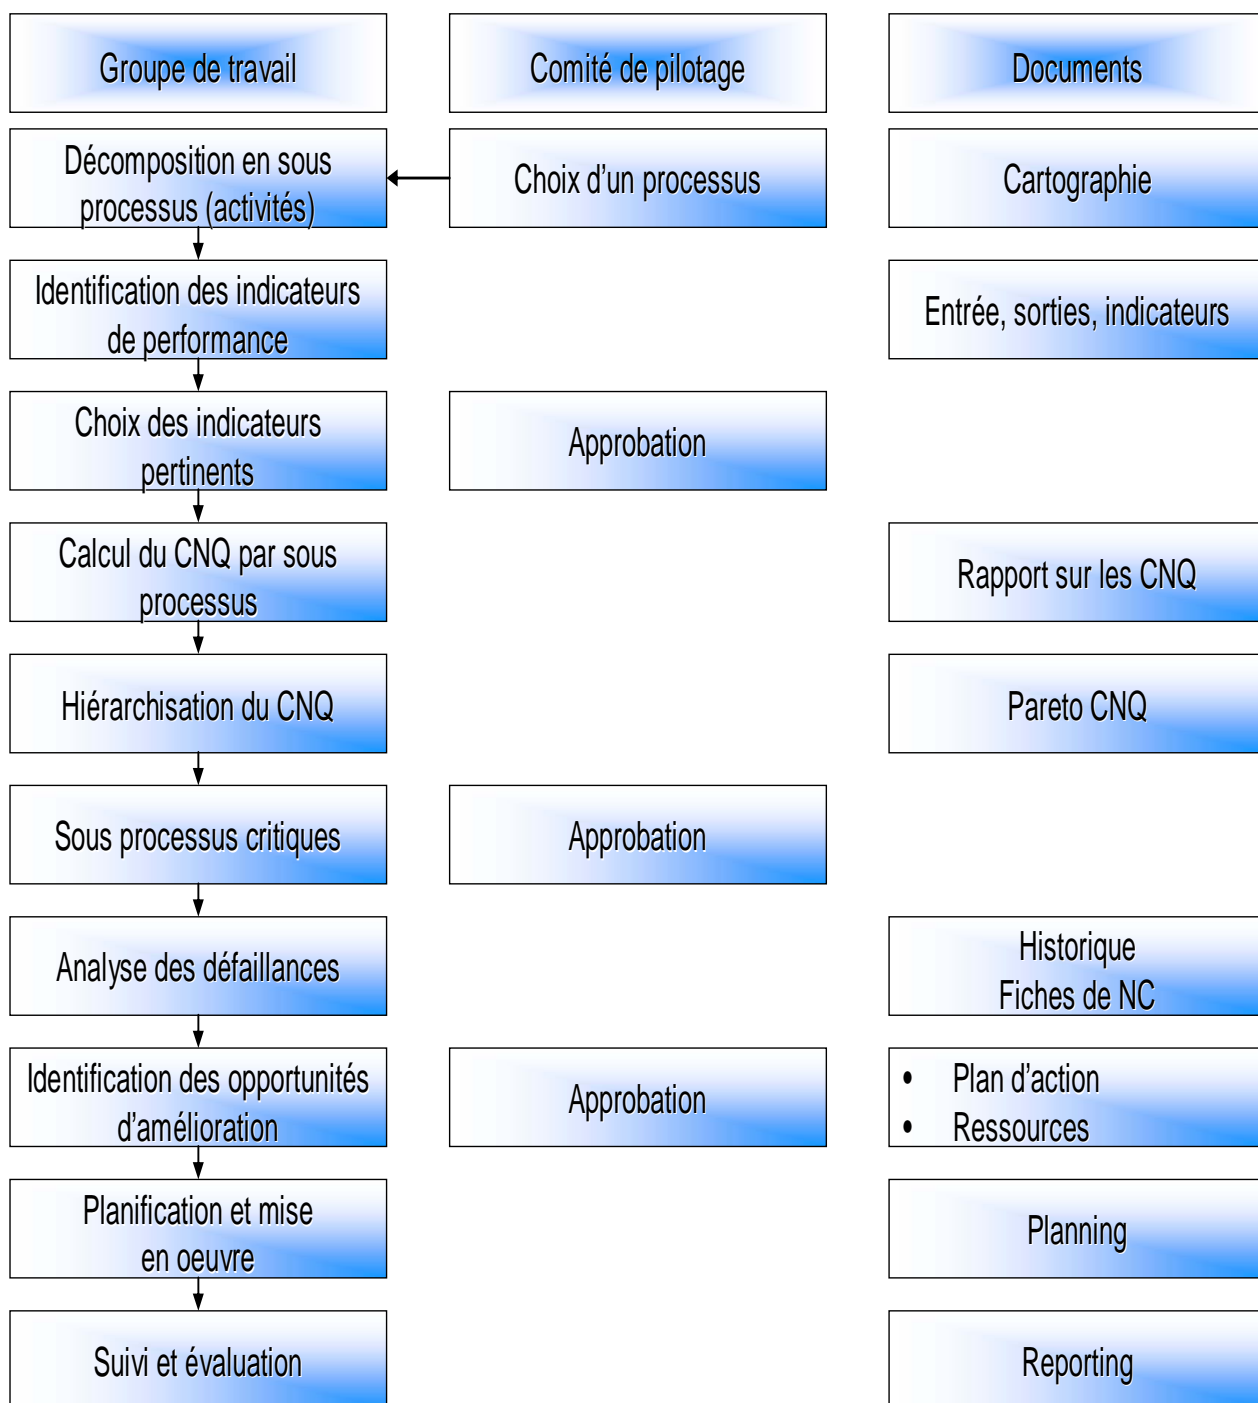 Groupe de travail
Comité de pilotage
Documents
Décomposition en sous
processus (activités)
Choix d'un processus
Cartographie
Identification des indicateurs
de performance
Entrée, sorties, indicateurs
Choix des indicateurs
pertinents
Approbation
Calcul du CNQ par sous
processus
Rapport sur les CNQ
Hiérarchisation du CNQ
Pareto CNQ
Sous processus critiques
Approbation
Analyse des défaillances
Historique
Fiches de NC
Identification des opportunités
d'amélioration
Approbation
• Plan d'action
• Ressources
Planification et mise
en oeuvre
Planning
Suivi et évaluation
Reporting